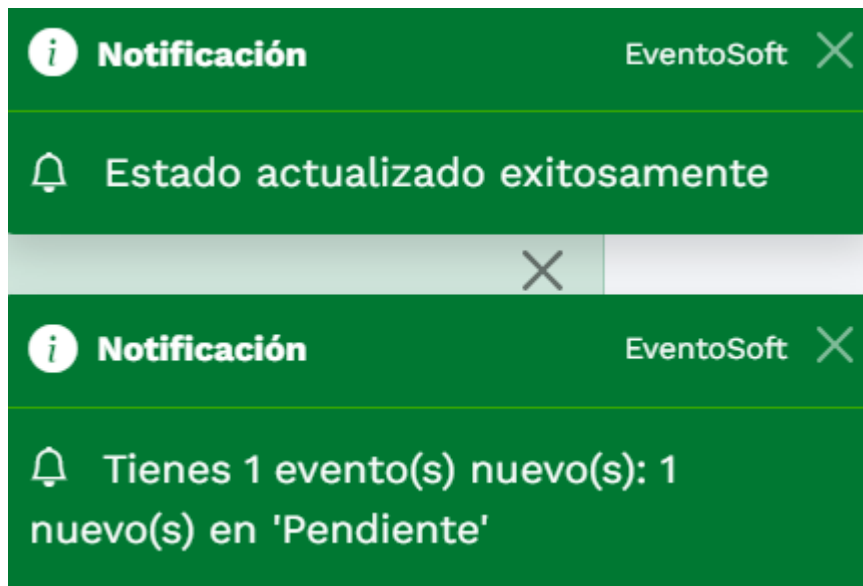 Notificación EventoSoft
Estado actualizado exitosamente
Notificación EventoSoft
Tienes 1 evento(s) nuevo(s): 1
nuevo(s) en 'Pendiente'